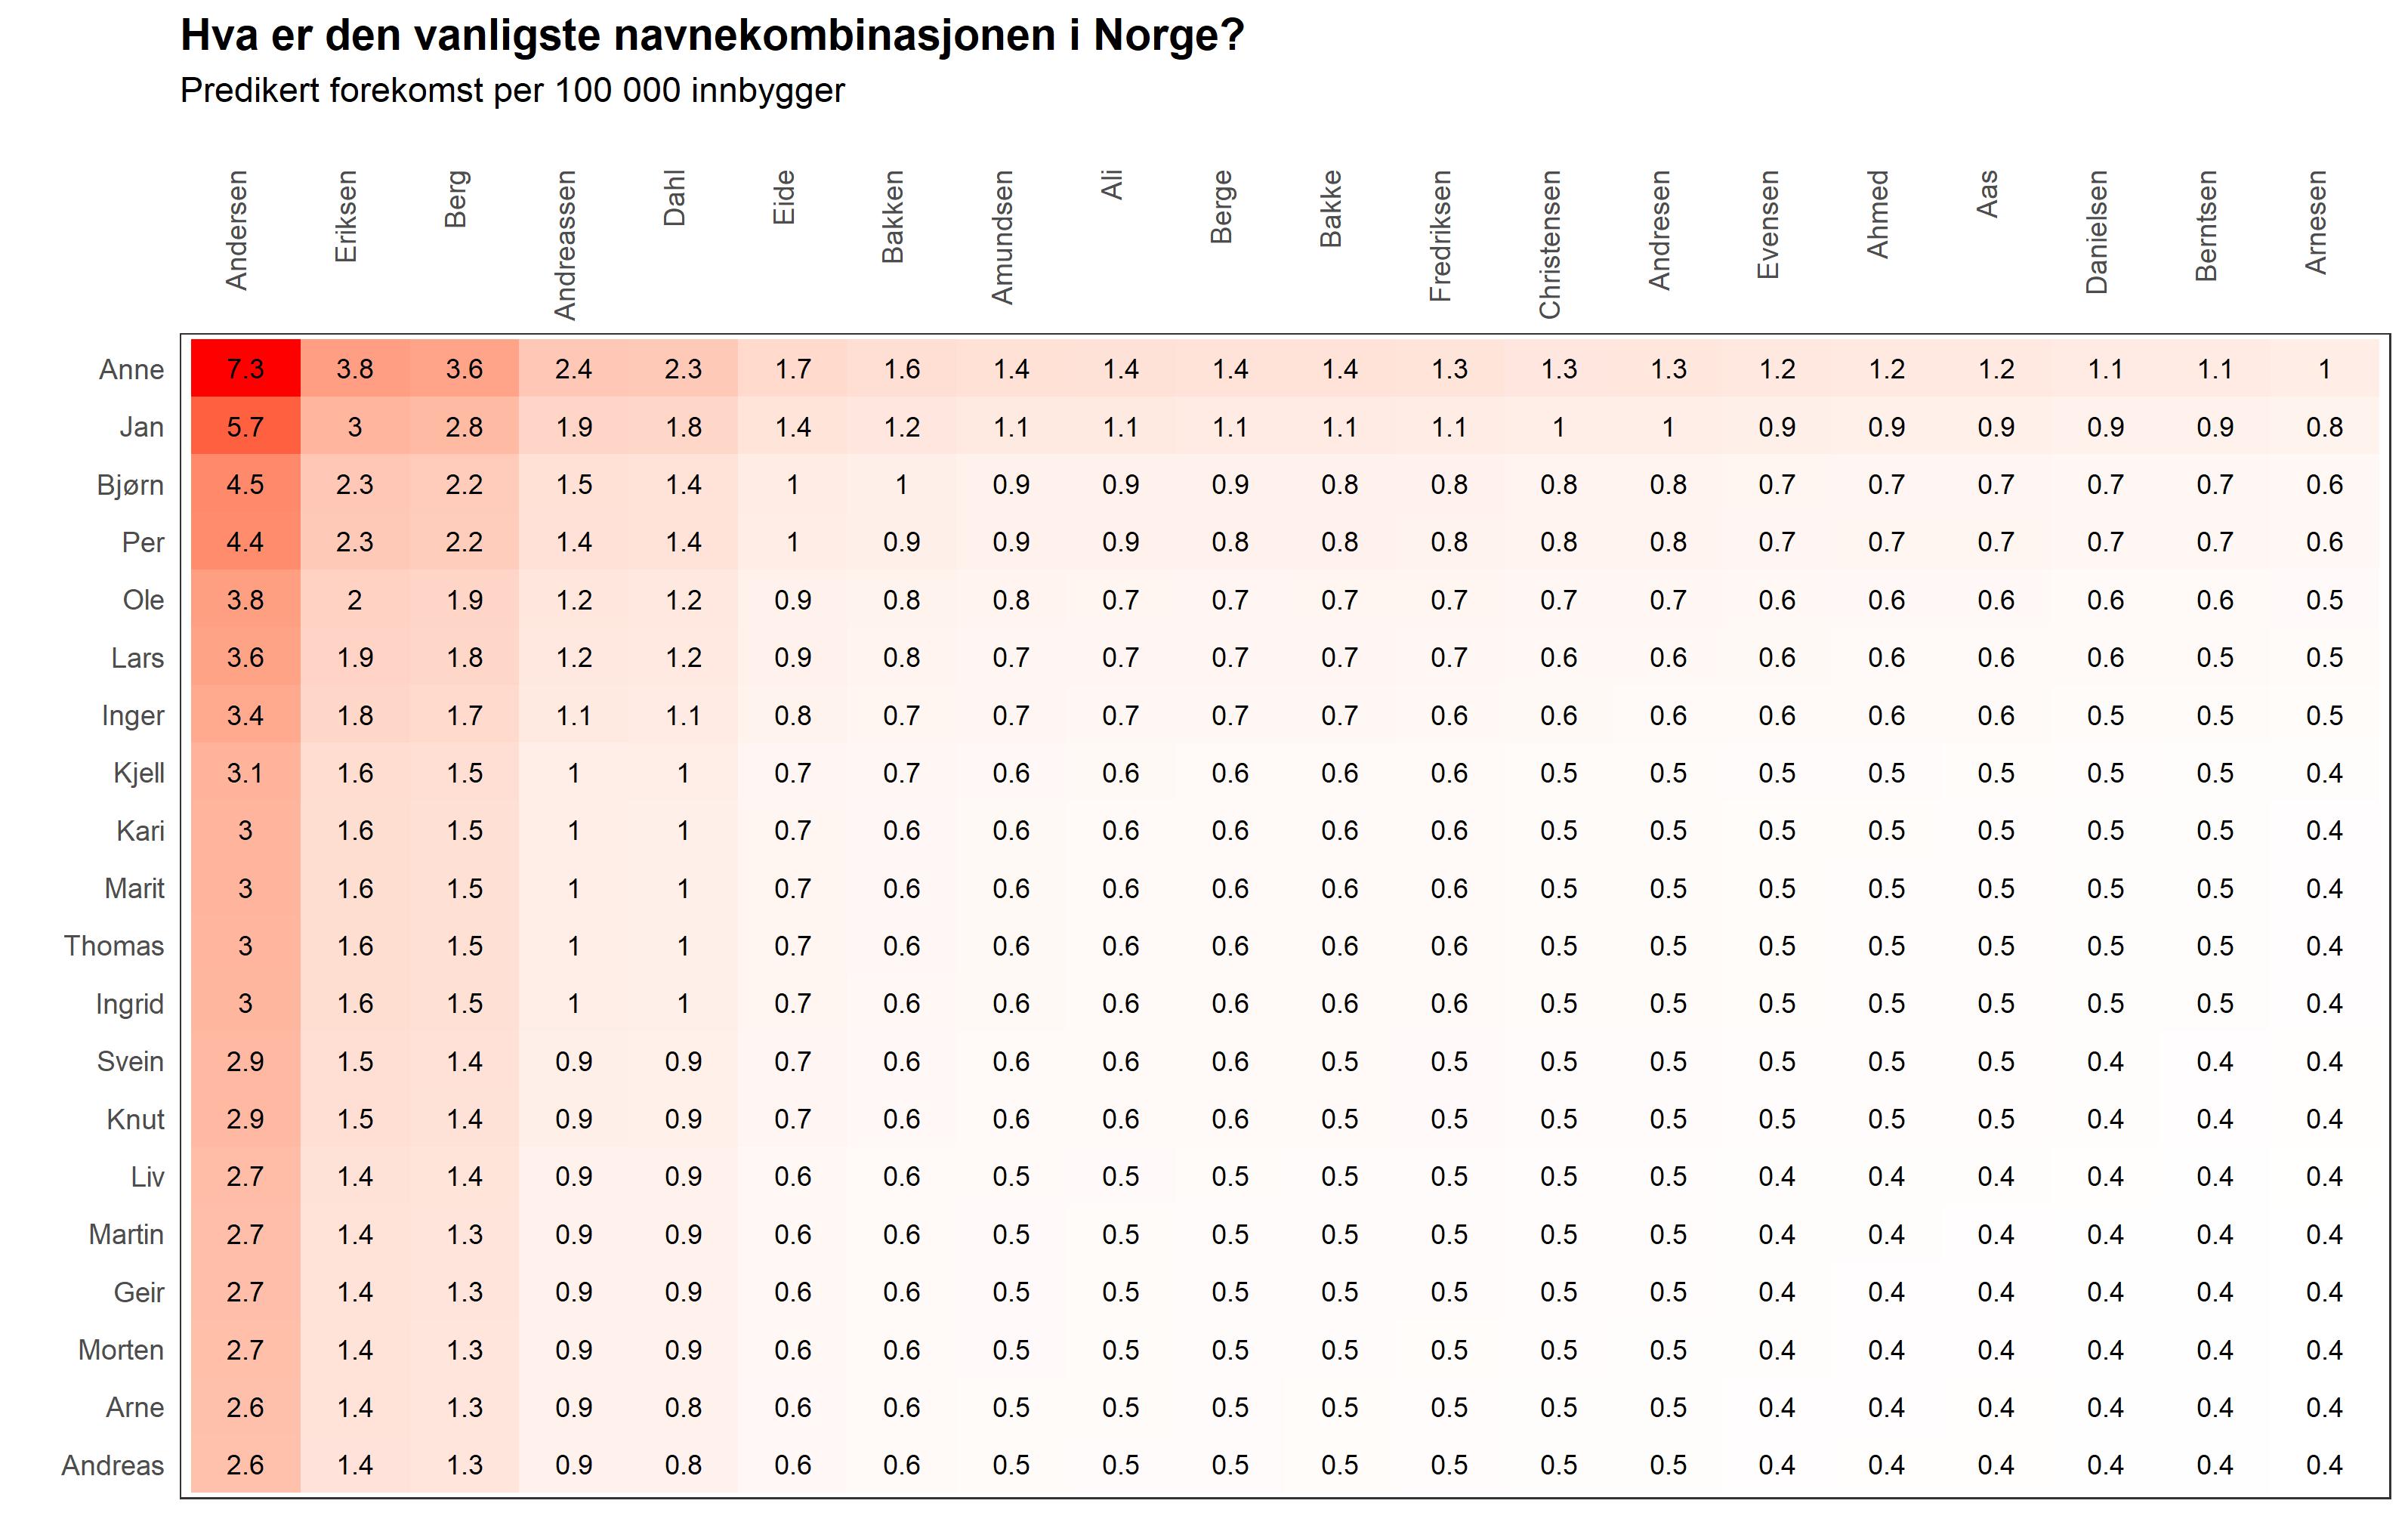 Hva er den vanligste navnekombinasjonen i Norge?
Predikert forekomst per 100 000 innbygger
Andersen Eriksen Berg Andreassen Dahl Eide Bakken Amundsen Ali Berge Bakke Fredriksen Christensen Andresen Evensen Ahmed Aas Danielsen Berntsen Arnesen
Anne 7.3 3.8 3.6 2.4 2.3 1.7 1.6 1.4 1.4 1.4 1.4 1.3 1.3 1.3 1.2 1.2 1.2 1.1 1.1 1
Jan 5.7 3 2.8 1.9 1.8 1.4 1.2 1.1 1.1 1.1 1.1 1.1 1 1 0.9 0.9 0.9 0.9 0.9 0.8
Bjørn 4.5 2.3 2.2 1.5 1.4 1 1 0.9 0.9 0.9 0.8 0.8 0.8 0.8 0.7 0.7 0.7 0.7 0.7 0.6
Per 4.4 2.3 2.2 1.4 1.4 1 0.9 0.9 0.9 0.8 0.8 0.8 0.8 0.8 0.7 0.7 0.7 0.7 0.7 0.6
Ole 3.8 2 1.9 1.2 1.2 0.9 0.8 0.8 0.7 0.7 0.7 0.7 0.7 0.7 0.6 0.6 0.6 0.6 0.6 0.5
Lars 3.6 1.9 1.8 1.2 1.2 0.9 0.8 0.7 0.7 0.7 0.7 0.7 0.6 0.6 0.6 0.6 0.6 0.6 0.5 0.5
Inger 3.4 1.8 1.7 1.1 1.1 0.8 0.7 0.7 0.7 0.7 0.7 0.6 0.6 0.6 0.6 0.6 0.6 0.5 0.5 0.5
Kjell 3.1 1.6 1.5 1 1 0.7 0.7 0.6 0.6 0.6 0.6 0.6 0.5 0.5 0.5 0.5 0.5 0.5 0.5 0.4
Kari 3 1.6 1.5 1 1 0.7 0.6 0.6 0.6 0.6 0.6 0.6 0.5 0.5 0.5 0.5 0.5 0.5 0.5 0.4
Marit 3 1.6 1.5 1 1 0.7 0.6 0.6 0.6 0.6 0.6 0.6 0.5 0.5 0.5 0.5 0.5 0.5 0.5 0.4
Thomas 3 1.6 1.5 1 1 0.7 0.6 0.6 0.6 0.6 0.6 0.6 0.5 0.5 0.5 0.5 0.5 0.5 0.5 0.4
Ingrid 3 1.6 1.5 1 1 0.7 0.6 0.6 0.6 0.6 0.6 0.6 0.5 0.5 0.5 0.5 0.5 0.5 0.5 0.4
Svein 2.9 1.5 1.4 0.9 0.9 0.7 0.6 0.6 0.6 0.6 0.5 0.5 0.5 0.5 0.5 0.5 0.5 0.4 0.4 0.4
Knut 2.9 1.5 1.4 0.9 0.9 0.7 0.6 0.6 0.6 0.6 0.5 0.5 0.5 0.5 0.5 0.5 0.5 0.4 0.4 0.4
Liv 2.7 1.4 1.4 0.9 0.9 0.6 0.6 0.5 0.5 0.5 0.5 0.5 0.5 0.5 0.4 0.4 0.4 0.4 0.4 0.4
Martin 2.7 1.4 1.3 0.9 0.9 0.6 0.6 0.5 0.5 0.5 0.5 0.5 0.5 0.5 0.4 0.4 0.4 0.4 0.4 0.4
Geir 2.7 1.4 1.3 0.9 0.9 0.6 0.6 0.5 0.5 0.5 0.5 0.5 0.5 0.5 0.4 0.4 0.4 0.4 0.4 0.4
Morten 2.7 1.4 1.3 0.9 0.9 0.6 0.6 0.5 0.5 0.5 0.5 0.5 0.5 0.5 0.4 0.4 0.4 0.4 0.4 0.4
Arne 2.6 1.4 1.3 0.9 0.8 0.6 0.6 0.5 0.5 0.5 0.5 0.5 0.5 0.5 0.4 0.4 0.4 0.4 0.4 0.4
Andreas 2.6 1.4 1.3 0.9 0.8 0.6 0.6 0.5 0.5 0.5 0.5 0.5 0.5 0.5 0.4 0.4 0.4 0.4 0.4 0.4